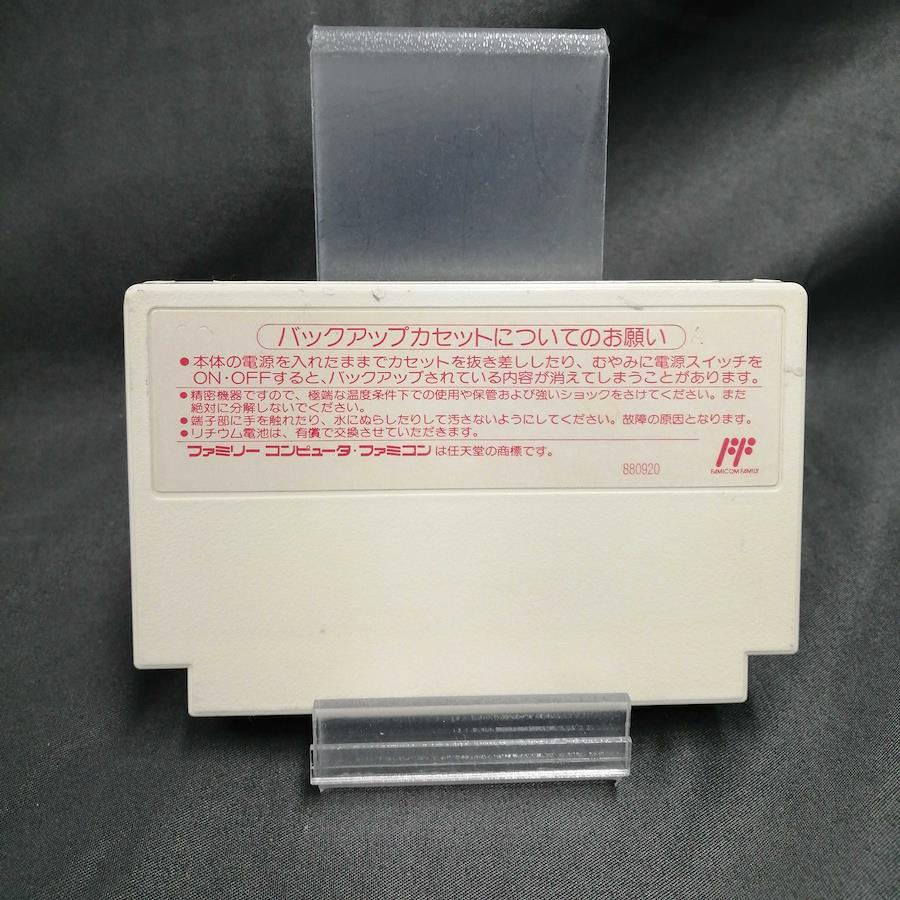 バックアップカセットについてのお願い
●本体の電源を入れたままでカセットを抜き差ししたり、むやみに電源スイッチを
ON・OFFすると、バックアップされている内容が消えてしまうことがあります。
●精密機器ですので、極端な温度条件下での使用や保管および強いショックをさけてください。また
絶対に分解しないでください。
●端子部に手を触れたり、水にぬらしたりして汚さないようにしてください。故障の原因となります。
●リチウム電池は、有償で交換させていただきます。
ファミリーコンピュータ・ファミコンは任天堂の商標です。
880920
FAMICOM FAMILY